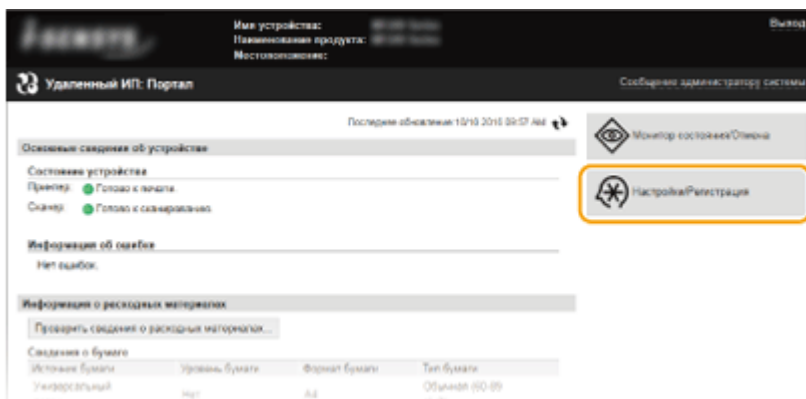 i-SENSYS
Имя устройства:
Наименование продукта:
Местоположение:
Выход
Удаленный ИП: Портал
Сообщение администратору системы
Последнее обновление:10/10 2016 09:57 AM
Основные сведения об устройстве
Состояние устройства
Принтер: Готово к печати.
Сканер: Готово к сканированию.
Информация об ошибке
Нет ошибок.
Информация о расходных материалах
Проверить сведения о расходных материалах...
Сведения о бумаге
Источник бумаги Уровень бумаги Формат бумаги Тип бумаги
Универсальный Нет A4 Обычная (60-89
Монитор состояния/Отмена
Настройки/Регистрация